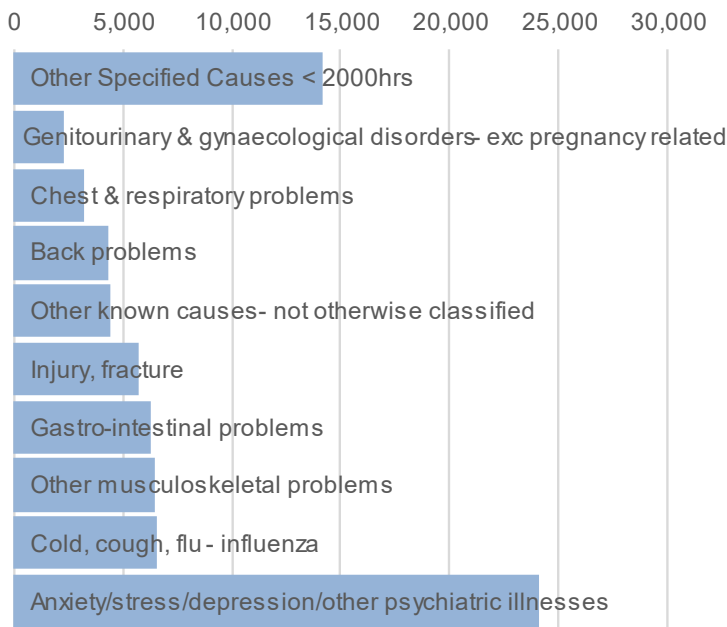 0 5,000 10,000 15,000 20,000 25,000 30,000
Other Specified Causes < 2000hrs
Genitourinary & gynaecological disorders- exc pregnancy related
Chest & respiratory problems
Back problems
Other known causes- not otherwise classified
Injury, fracture
Gastro-intestinal problems
Other musculoskeletal problems
Cold, cough, flu - influenza
Anxiety/stress/depression/other psychiatric illnesses